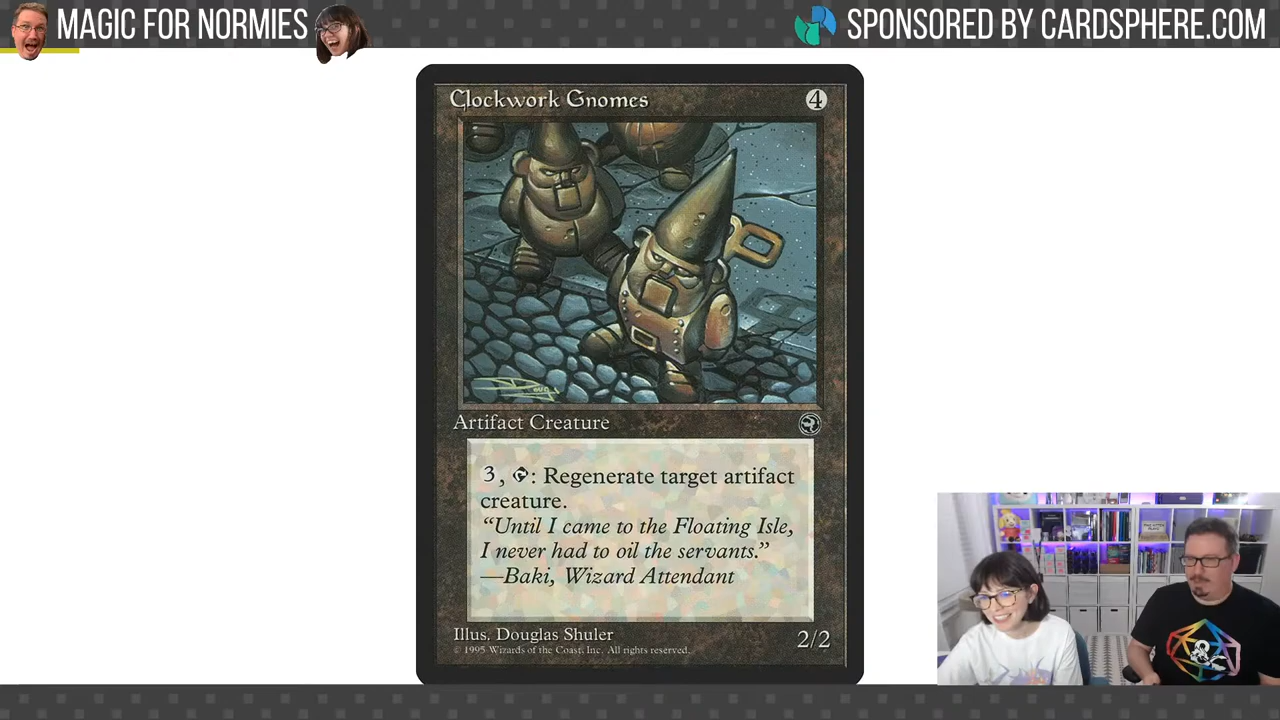 MAGIC FOR NORMIES
SPONSORED BY CARDSPHERE.COM
Clockwork Gnomes
4
Artifact Creature
3, : Regenerate target artifact
creature.
“Until I came to the Floating Isle,
I never had to oil the servants.”
—Baki, Wizard Attendant
Illus. Douglas Shuler
© 1995 Wizards of the Coast, Inc. All rights reserved.
2/2